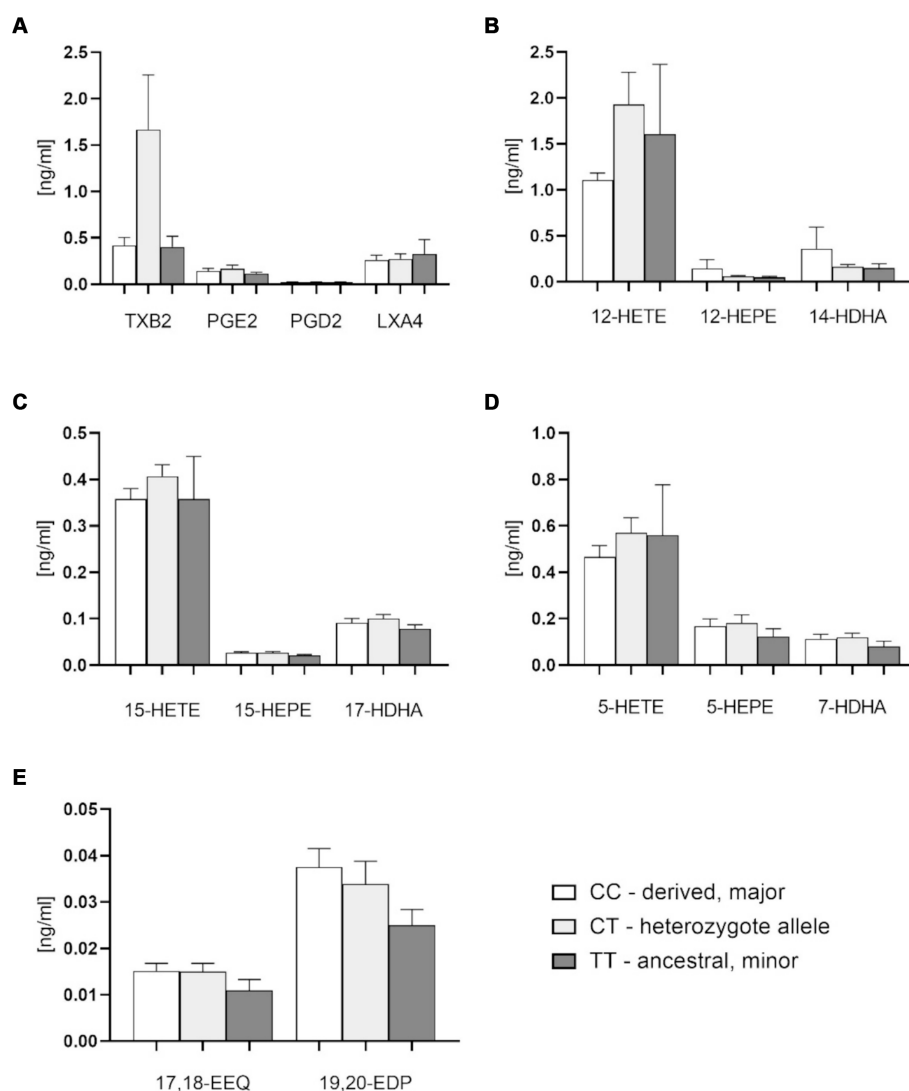 A
2.5
2.0
1.5
1.0
0.5
0.0
[ng/ml]
TXB2 PGE2 PGD2 LXA4
B
2.5
2.0
1.5
1.0
0.5
0.0
[ng/ml]
12-HETE 12-HEPE 14-HDHA
C
0.5
0.4
0.3
0.2
0.1
0.0
[ng/ml]
15-HETE 15-HEPE 17-HDHA
D
1.0
0.8
0.6
0.4
0.2
0.0
[ng/ml]
5-HETE 5-HEPE 7-HDHA
E
0.05
0.04
0.03
0.02
0.01
0.00
[ng/ml]
17,18-EEQ 19,20-EDP
CC - derived, major
CT - heterozygote allele
TT - ancestral, minor